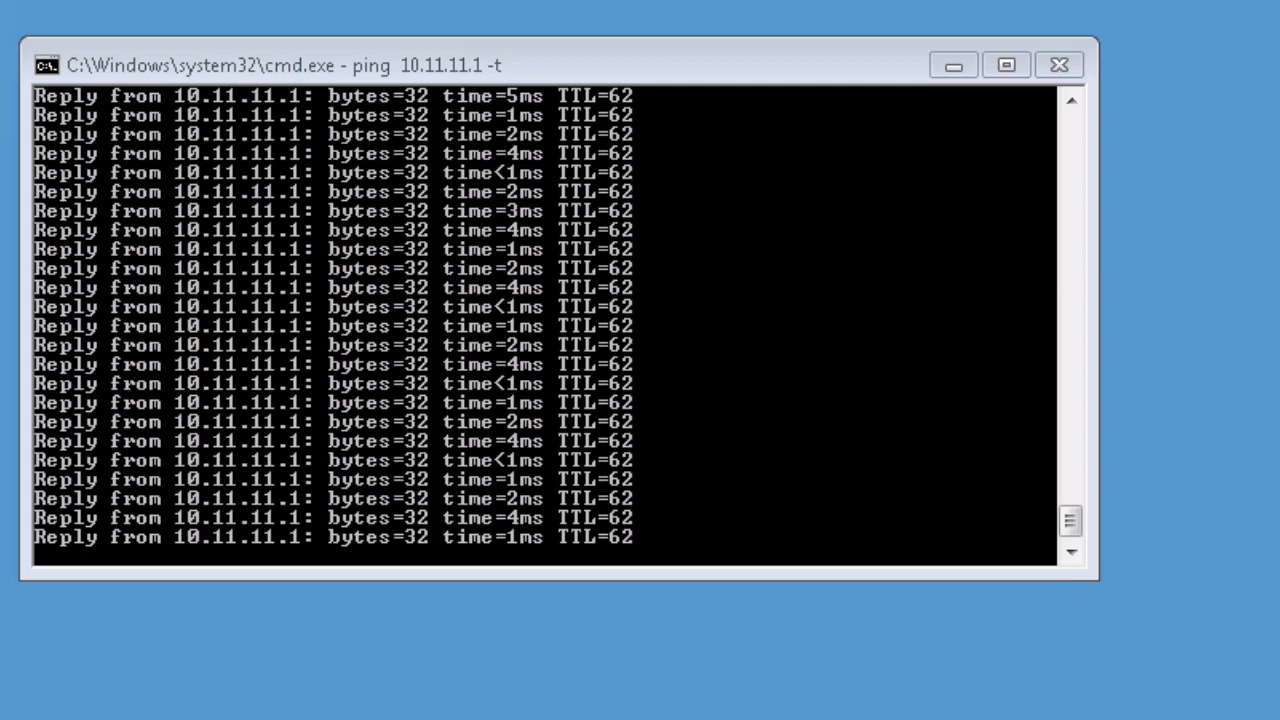 C:\Windows\system32\cmd.exe - ping  10.11.11.1 -t
Reply from 10.11.11.1: bytes=32 time=5ms TTL=62
Reply from 10.11.11.1: bytes=32 time=1ms TTL=62
Reply from 10.11.11.1: bytes=32 time=2ms TTL=62
Reply from 10.11.11.1: bytes=32 time=4ms TTL=62
Reply from 10.11.11.1: bytes=32 time<1ms TTL=62
Reply from 10.11.11.1: bytes=32 time=2ms TTL=62
Reply from 10.11.11.1: bytes=32 time=3ms TTL=62
Reply from 10.11.11.1: bytes=32 time=4ms TTL=62
Reply from 10.11.11.1: bytes=32 time=1ms TTL=62
Reply from 10.11.11.1: bytes=32 time=2ms TTL=62
Reply from 10.11.11.1: bytes=32 time=4ms TTL=62
Reply from 10.11.11.1: bytes=32 time<1ms TTL=62
Reply from 10.11.11.1: bytes=32 time=1ms TTL=62
Reply from 10.11.11.1: bytes=32 time=2ms TTL=62
Reply from 10.11.11.1: bytes=32 time=4ms TTL=62
Reply from 10.11.11.1: bytes=32 time<1ms TTL=62
Reply from 10.11.11.1: bytes=32 time=1ms TTL=62
Reply from 10.11.11.1: bytes=32 time=2ms TTL=62
Reply from 10.11.11.1: bytes=32 time=4ms TTL=62
Reply from 10.11.11.1: bytes=32 time<1ms TTL=62
Reply from 10.11.11.1: bytes=32 time=1ms TTL=62
Reply from 10.11.11.1: bytes=32 time=2ms TTL=62
Reply from 10.11.11.1: bytes=32 time=4ms TTL=62
Reply from 10.11.11.1: bytes=32 time=1ms TTL=62